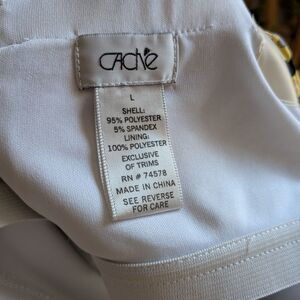 CACHÉ
L
SHELL:
95% POLYESTER
5% SPANDEX
LINING:
100% POLYESTER
EXCLUSIVE
OF TRIMS
RN # 74578
MADE IN CHINA
SEE REVERSE
FOR CARE